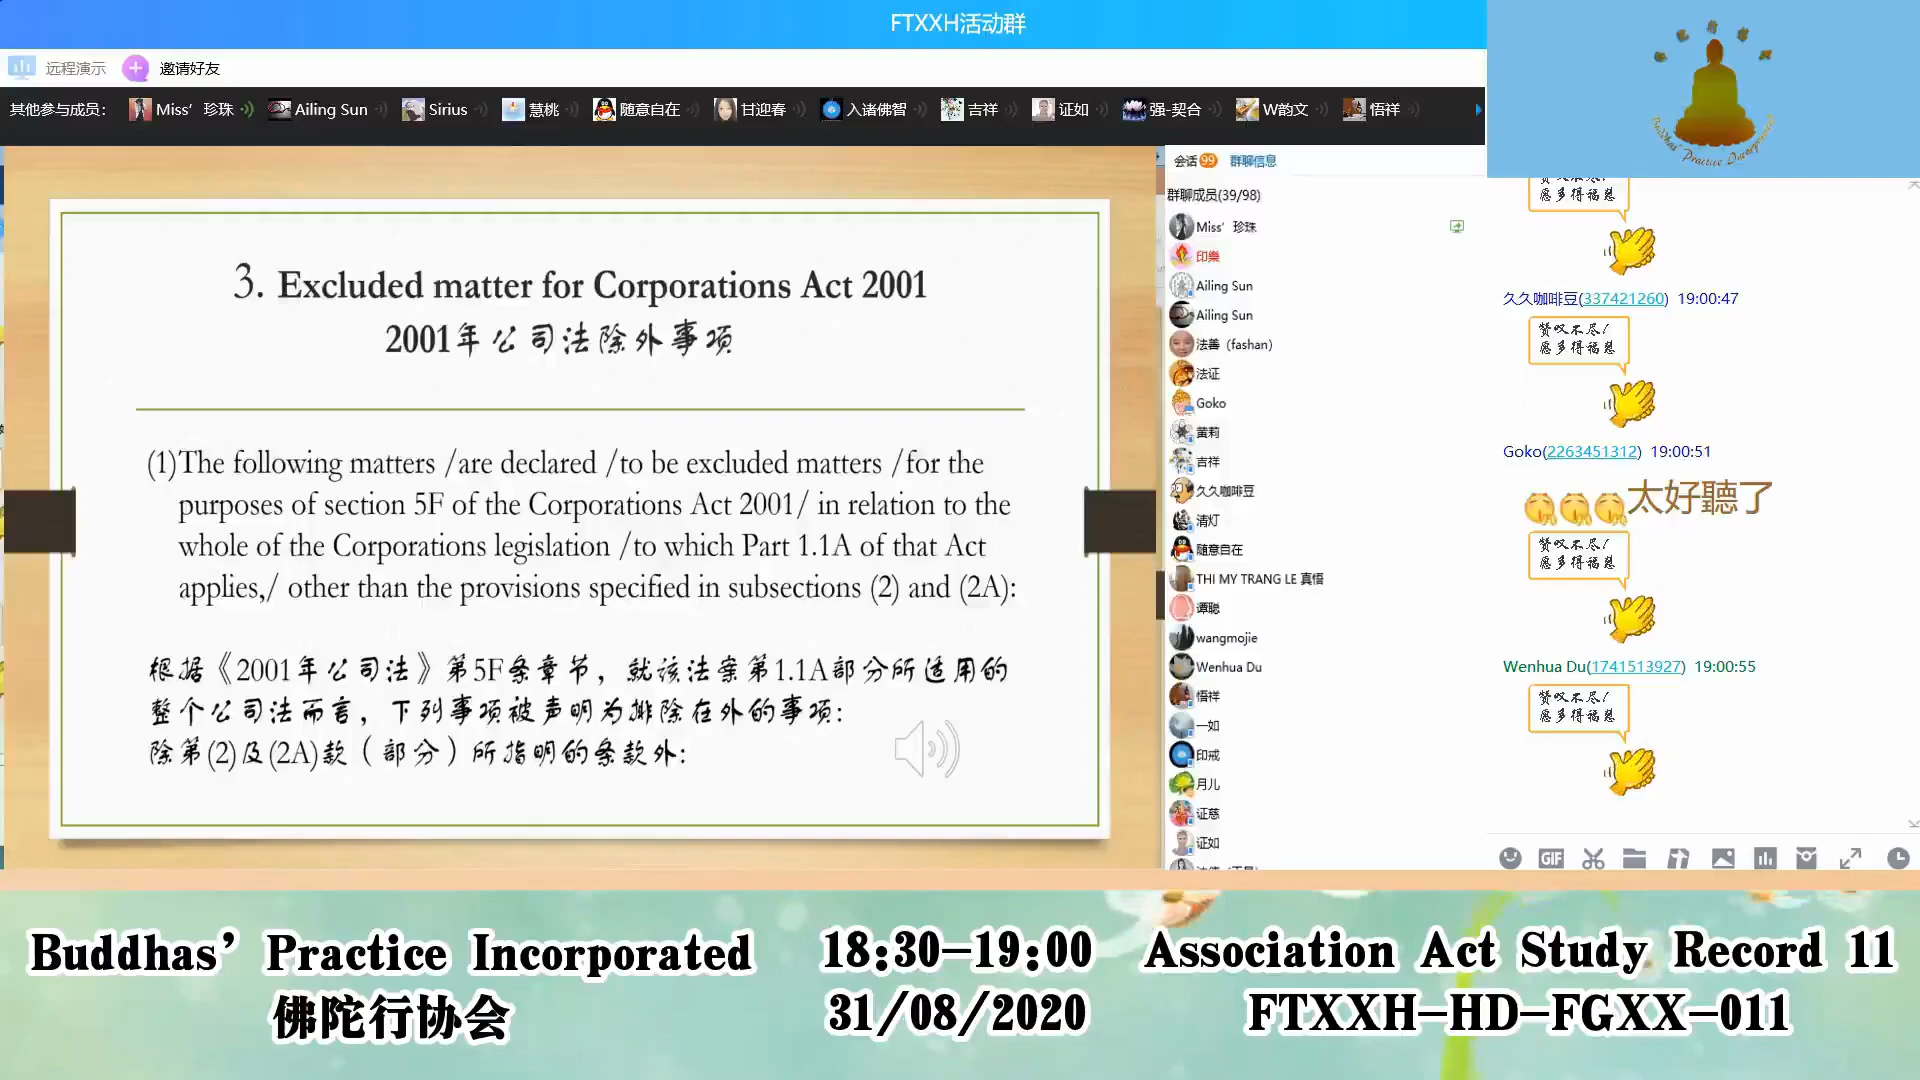 FTXXH活动群
远程演示
邀请好友
其他参与成员：
Miss’ 珍珠
Ailing Sun
Sirius
慧桃
随意自在
甘迎春
入诸佛智
吉祥
证如
强-契合
W韵文
悟祥
3. Excluded matter for Corporations Act 2001
2001年公司法除外事项
(1)The following matters /are declared /to be excluded matters /for the
purposes of section 5F of the Corporations Act 2001/ in relation to the
whole of the Corporations legislation /to which Part 1.1A of that Act
applies,/ other than the provisions specified in subsections (2) and (2A):
根据《2001年公司法》第5F条章节，就该法案第1.1A部分所适用的
整个公司法而言，下列事项被声明为排除在外的事项：
除第(2)及(2A)款（部分）所指明的条款外：
会话 99 群聊信息
群聊成员(39/98)
Miss’ 珍珠
印樂
Ailing Sun
Ailing Sun
法善（fashan）
法证
Goko
黄莉
吉祥
久久咖啡豆
清灯
随意自在
THI MY TRANG LE 真悟
谭聪
wangmojie
Wenhua Du
悟祥
一如
印戒
月儿
证慈
证如
Buddhas' Practice Incorporated
愿多得福慧
久久咖啡豆(337421260) 19:00:47
赞叹不尽！
愿多得福慧
Goko(2263451312) 19:00:51
太好聽了
赞叹不尽！
愿多得福慧
Wenhua Du(1741513927) 19:00:55
赞叹不尽！
愿多得福慧
GIF
Buddhas’ Practice Incorporated
佛陀行协会
18:30-19:00
31/08/2020
Association Act Study Record 11
FTXXH-HD-FGXX-011